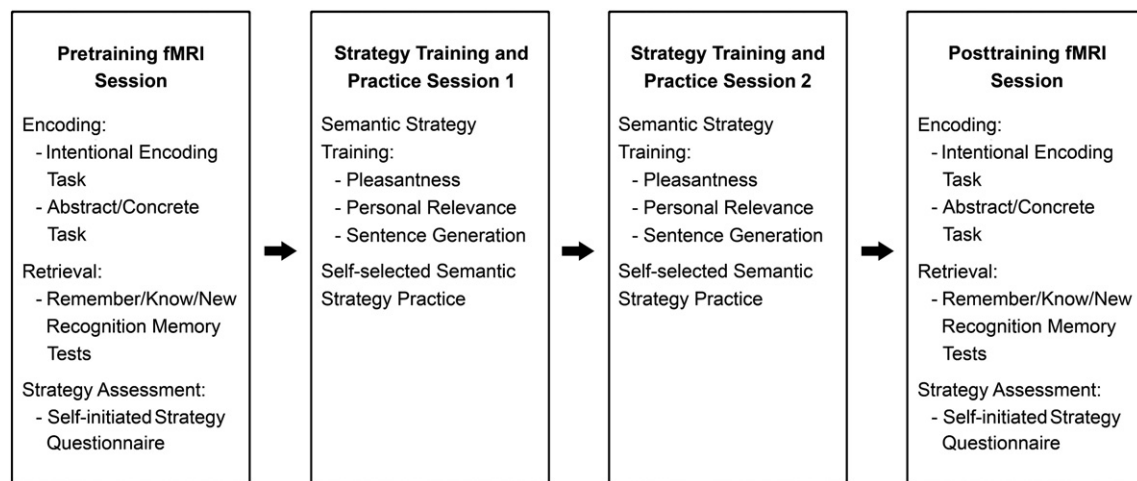 Pretraining fMRI
Session
Encoding:
- Intentional Encoding
Task
- Abstract/Concrete
Task
Retrieval:
- Remember/Know/New
Recognition Memory
Tests
Strategy Assessment:
- Self-initiated Strategy
Questionnaire
Strategy Training and
Practice Session 1
Semantic Strategy
Training:
- Pleasantness
- Personal Relevance
- Sentence Generation
Self-selected Semantic
Strategy Practice
Strategy Training and
Practice Session 2
Semantic Strategy
Training:
- Pleasantness
- Personal Relevance
- Sentence Generation
Self-selected Semantic
Strategy Practice
Posttraining fMRI
Session
Encoding:
- Intentional Encoding
Task
- Abstract/Concrete
Task
Retrieval:
- Remember/Know/New
Recognition Memory
Tests
Strategy Assessment:
- Self-initiated Strategy
Questionnaire